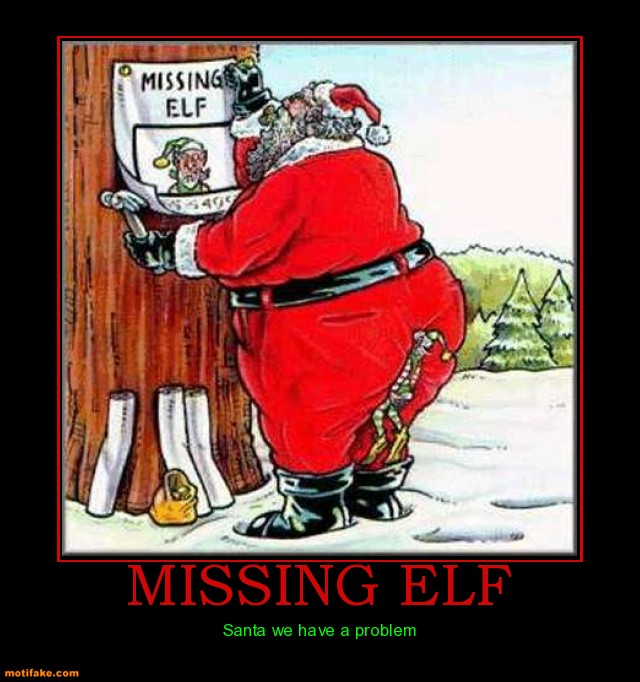 MISSING
ELF
MISSING ELF
Santa we have a problem
motifake.com